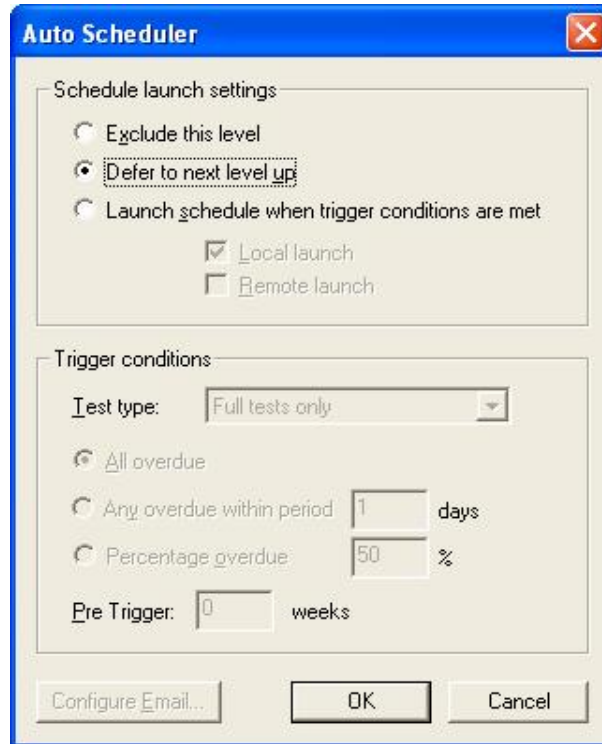 Auto Scheduler
Schedule launch settings
Exclude this level
Defer to next level up
Launch schedule when trigger conditions are met
Local launch
Remote launch
Trigger conditions
Test type: Full tests only
All overdue
Any overdue within period 1 days
Percentage overdue 50 %
Pre Trigger: 0 weeks
Configure Email... OK Cancel